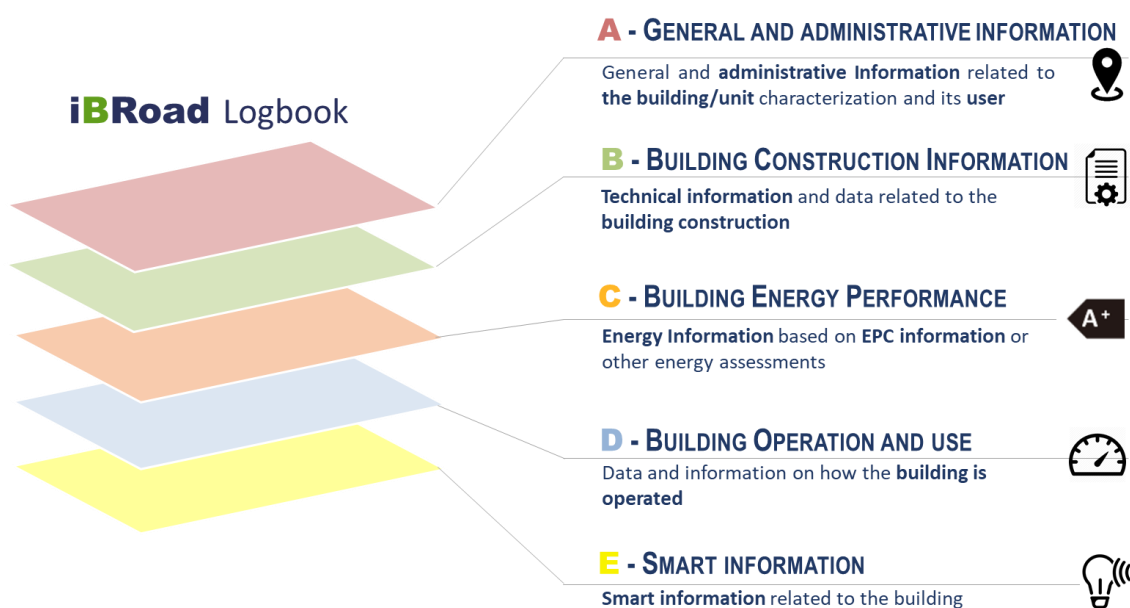 iBRoad Logbook
A - GENERAL AND ADMINISTRATIVE INFORMATION
General and administrative Information related to
the building/unit characterization and its user
B - BUILDING CONSTRUCTION INFORMATION
Technical information and data related to the
building construction
C - BUILDING ENERGY PERFORMANCE
A+
Energy Information based on EPC information or
other energy assessments
D - BUILDING OPERATION AND USE
Data and information on how the building is
operated
E - SMART INFORMATION
Smart information related to the building